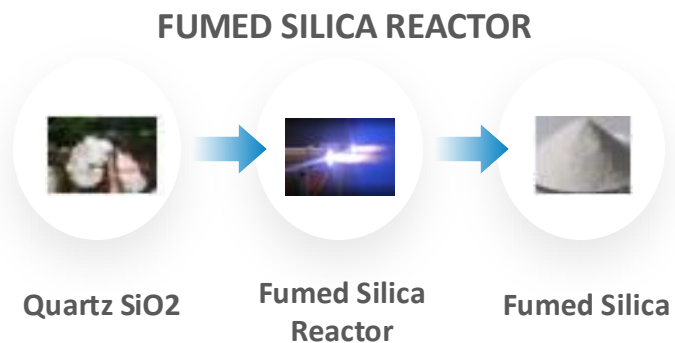 FUMED SILICA REACTOR
Quartz SiO2
Fumed Silica
Reactor
Fumed Silica